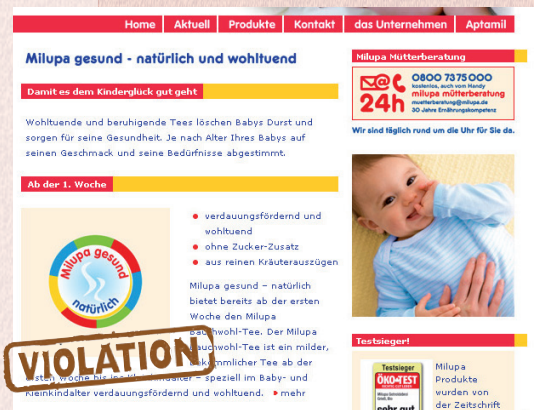 Home Aktuell Produkte Kontakt das Unternehmen Aptamil
Milupa gesund - natürlich und wohltuend
Damit es dem Kinderglück gut geht
Wohltuende und beruhigende Tees löschen Babys Durst und
sorgen für seine Gesundheit. Je nach Alter Ihres Babys auf
seinen Geschmack und seine Bedürfnisse abgestimmt.
Ab der 1. Woche
Milupa gesund
natürlich
verdauungsfördernd und
wohltuend
ohne Zucker-Zusatz
aus reinen Kräuterauszügen
Milupa gesund – natürlich
bietet bereits ab der ersten
Woche den Milupa
Bauchwohl-Tee. Der Milupa
Bauchwohl-Tee ist ein milder,
bekömmlicher Tee ab der
ersten Woche bis ins Kleinkindalter – speziell im Baby- und
Kleinkindalter verdauungsfördernd und wohltuend. mehr
VIOLATION
Milupa Mütterberatung
24h
0800 7375000
kostenlos, auch vom Handy
milupa mütterberatung
muetterberatung@milupa.de
30 Jahre Ernährungskompetenz
Wir sind täglich rund um die Uhr für Sie da.
Testsieger!
Testsieger
ÖKO-TEST
sehr gut
Milupa
Produkte
wurden von
der Zeitschrift